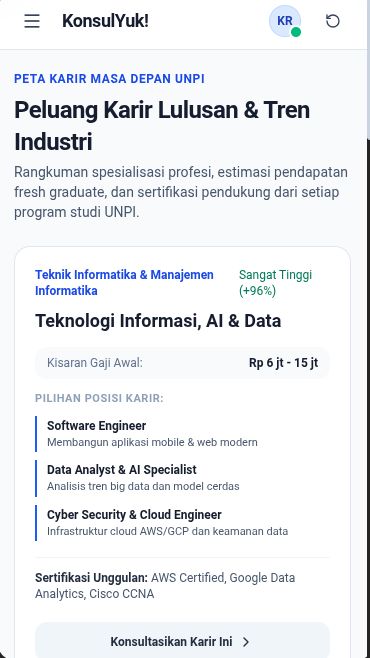 KonsulYuk!
KR
PETA KARIR MASA DEPAN UNPI
Peluang Karir Lulusan & Tren
Industri
Rangkuman spesialisasi profesi, estimasi pendapatan
fresh graduate, dan sertifikasi pendukung dari setiap
program studi UNPI.
Teknik Informatika & Manajemen
Informatika
Sangat Tinggi
(+96%)
Teknologi Informasi, AI & Data
Kisaran Gaji Awal:
Rp 6 jt - 15 jt
PILIHAN POSISI KARIR:
Software Engineer
Membangun aplikasi mobile & web modern
Data Analyst & AI Specialist
Analisis tren big data dan model cerdas
Cyber Security & Cloud Engineer
Infrastruktur cloud AWS/GCP dan keamanan data
Sertifikasi Unggulan: AWS Certified, Google Data
Analytics, Cisco CCNA
Konsultasikan Karir Ini